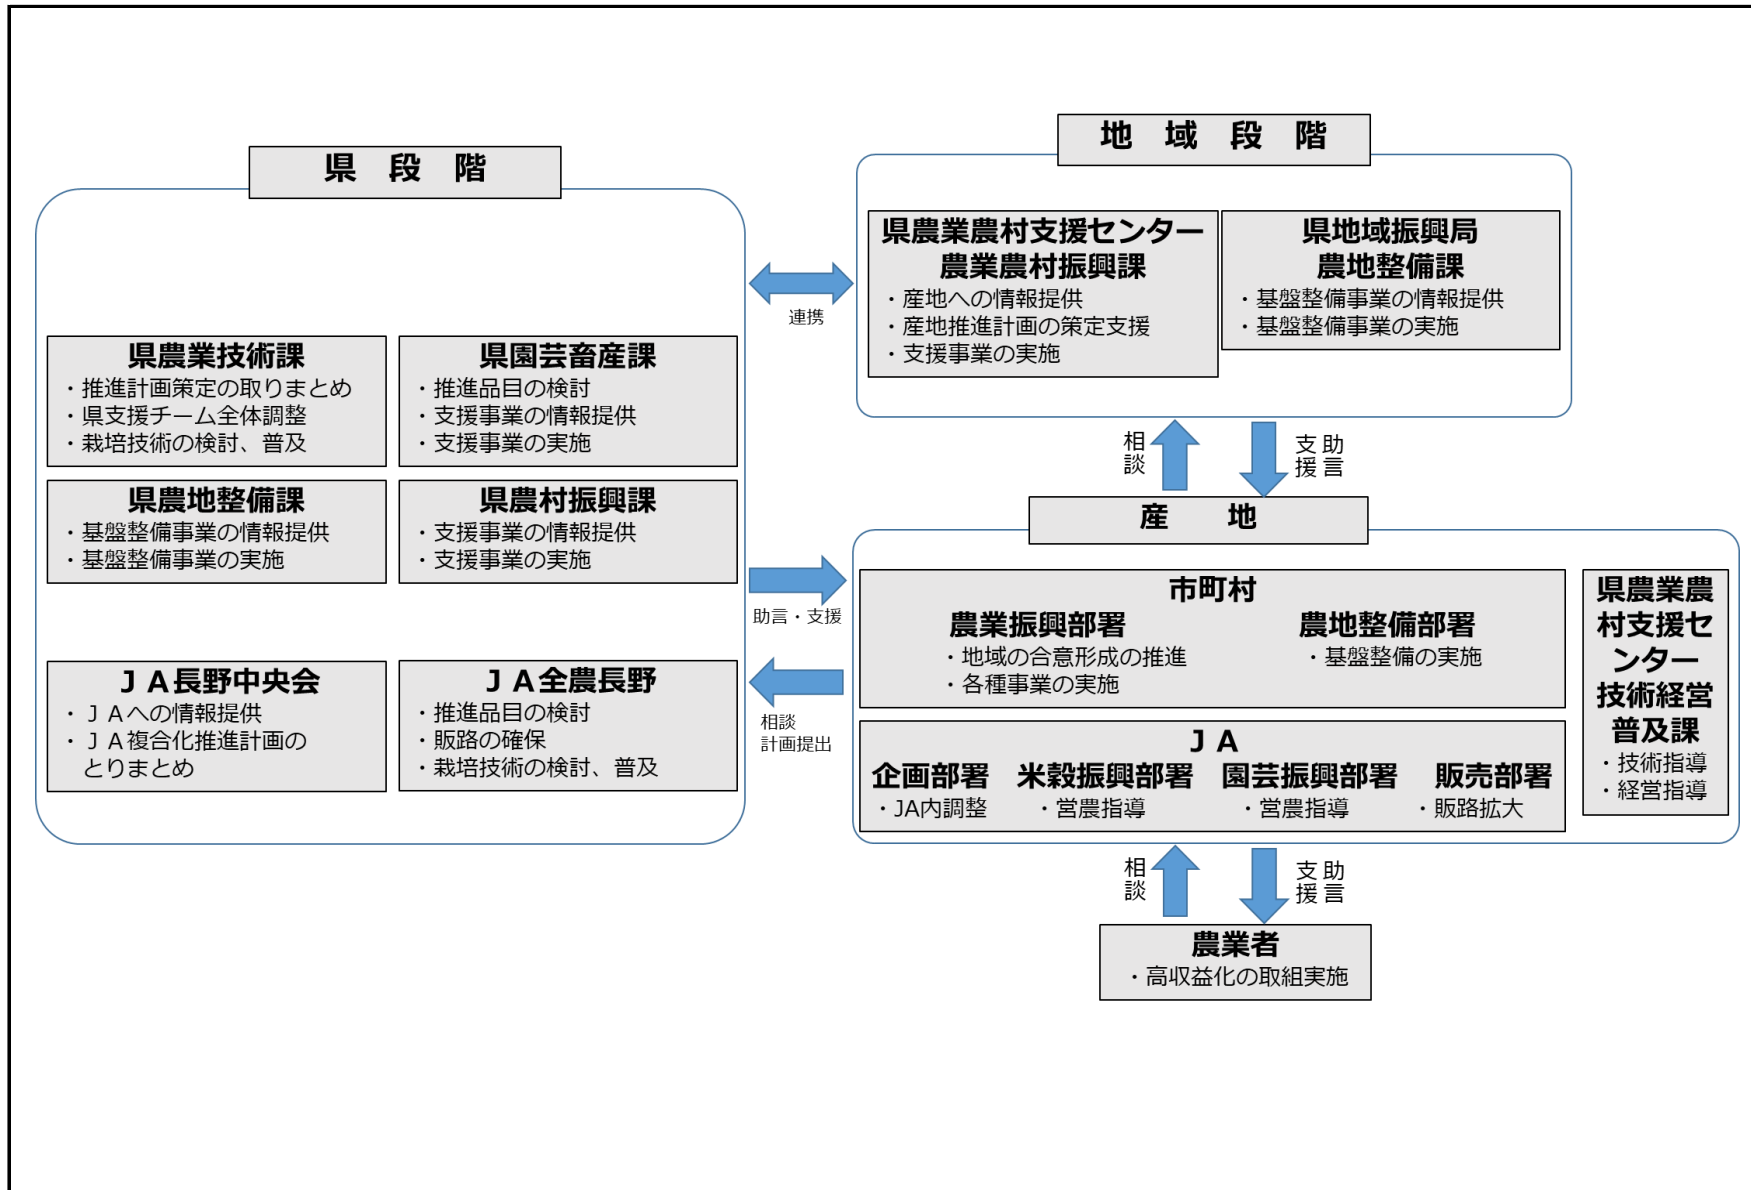 県　段　階
県農業技術課
・推進計画策定の取りまとめ
・県支援チーム全体調整
・栽培技術の検討、普及
県園芸畜産課
・推進品目の検討
・支援事業の情報提供
・支援事業の実施
県農地整備課
・基盤整備事業の情報提供
・基盤整備事業の実施
県農村振興課
・支援事業の情報提供
・支援事業の実施
ＪＡ長野中央会
・ＪＡへの情報提供
・ＪＡ複合化推進計画の
とりまとめ
ＪＡ全農長野
・推進品目の検討
・販路の確保
・栽培技術の検討、普及
連携
助言・支援
相談
計画提出
地　域　段　階
県農業農村支援センター
農業農村振興課
・産地への情報提供
・産地推進計画の策定支援
・支援事業の実施
県地域振興局
農地整備課
・基盤整備事業の情報提供
・基盤整備事業の実施
相談
助言
支援
産　　地
市町村
農業振興部署
・地域の合意形成の推進
・各種事業の実施
農地整備部署
・基盤整備の実施
ＪＡ
企画部署
・JA内調整
米穀振興部署
・営農指導
園芸振興部署
・営農指導
販売部署
・販路拡大
県農業農
村支援セ
ンター
技術経営
普及課
・技術指導
・経営指導
相談
助言
支援
農業者
・高収益化の取組実施